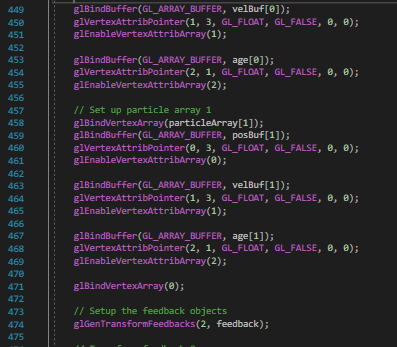 449 glBindBuffer(GL_ARRAY_BUFFER, velBuf[0]);
450 glVertexAttribPointer(1, 3, GL_FLOAT, GL_FALSE, 0, 0);
451 glEnableVertexAttribArray(1);
452
453 glBindBuffer(GL_ARRAY_BUFFER, age[0]);
454 glVertexAttribPointer(2, 1, GL_FLOAT, GL_FALSE, 0, 0);
455 glEnableVertexAttribArray(2);
456
457 // Set up particle array 1
458 glBindVertexArray(particleArray[1]);
459 glBindBuffer(GL_ARRAY_BUFFER, posBuf[1]);
460 glVertexAttribPointer(0, 3, GL_FLOAT, GL_FALSE, 0, 0);
461 glEnableVertexAttribArray(0);
462
463 glBindBuffer(GL_ARRAY_BUFFER, velBuf[1]);
464 glVertexAttribPointer(1, 3, GL_FLOAT, GL_FALSE, 0, 0);
465 glEnableVertexAttribArray(1);
466
467 glBindBuffer(GL_ARRAY_BUFFER, age[1]);
468 glVertexAttribPointer(2, 1, GL_FLOAT, GL_FALSE, 0, 0);
469 glEnableVertexAttribArray(2);
470
471 glBindVertexArray(0);
472
473 // Setup the feedback objects
474 glGenTransformFeedbacks(2, feedback);
475